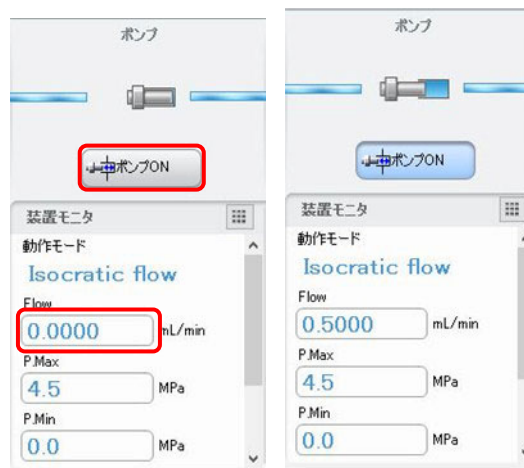 ポンプ
ポンプON
装置モニタ
動作モード
Isocratic flow
Flow
0.0000 mL/min
P.Max
4.5 MPa
P.Min
0.0 MPa
ポンプ
ポンプON
装置モニタ
動作モード
Isocratic flow
Flow
0.5000 mL/min
P.Max
4.5 MPa
P.Min
0.0 MPa